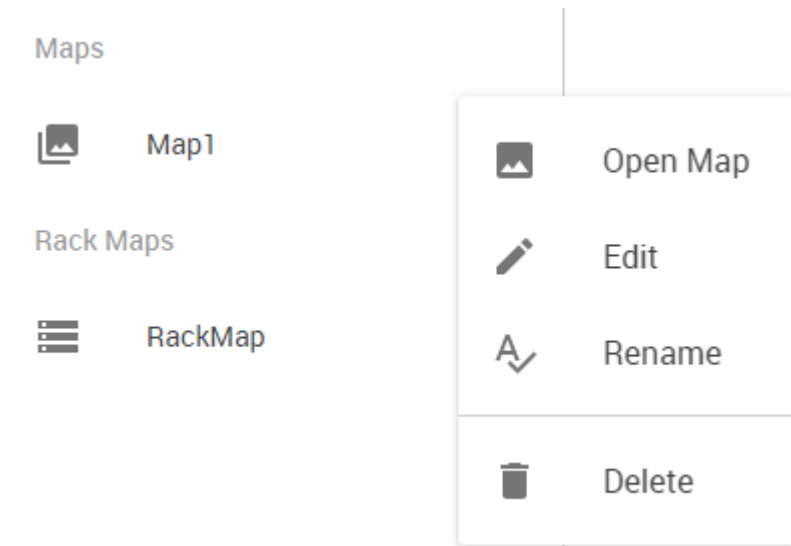 Maps
Map1
Rack Maps
RackMap
Open Map
Edit
Rename
Delete